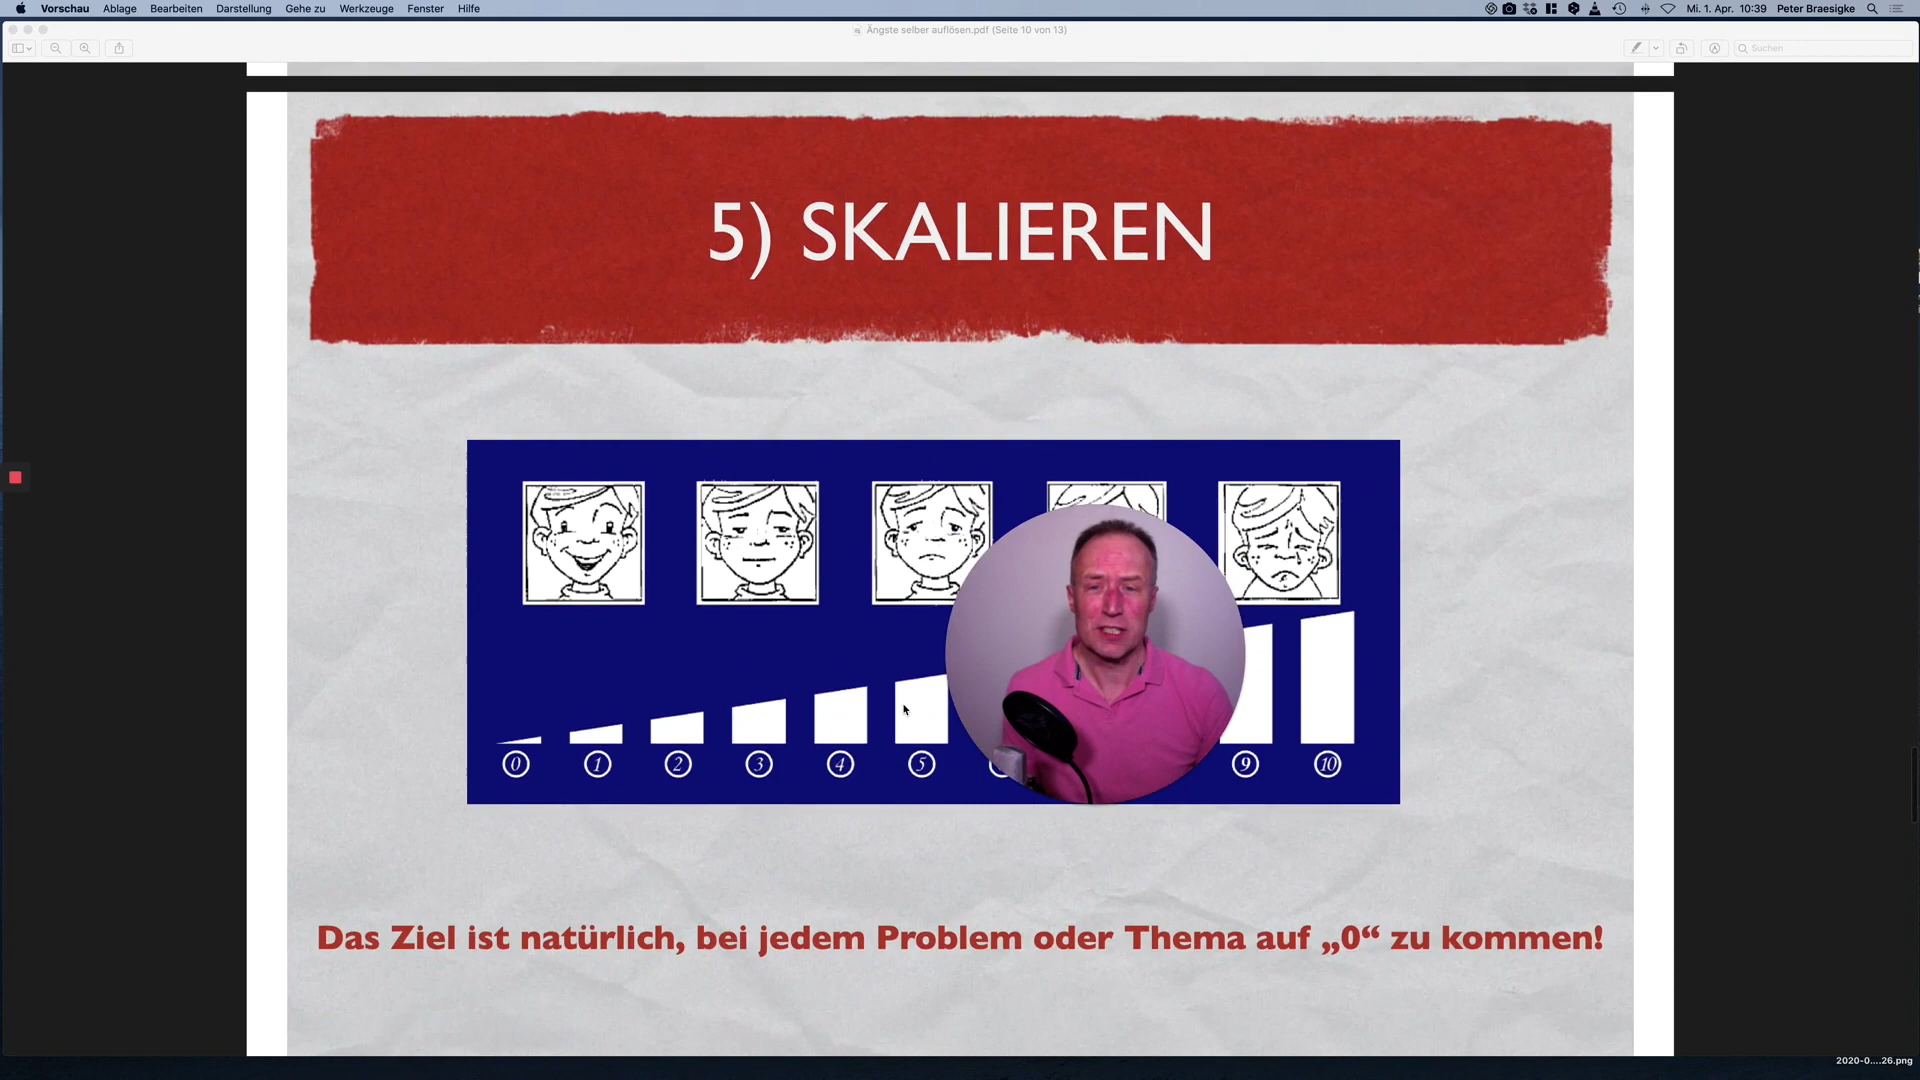 Vorschau Ablage Bearbeiten Darstellung Gehe zu Werkzeuge Fenster Hilfe Mi. 1. Apr. 10:39 Peter Braesigke
Ängste selber auflösen.pdf (Seite 10 von 13)
Suchen
5) SKALIEREN
0 1 2 3 4 5 9 10
Das Ziel ist natürlich, bei jedem Problem oder Thema auf „0“ zu kommen!
2020-0....26.png